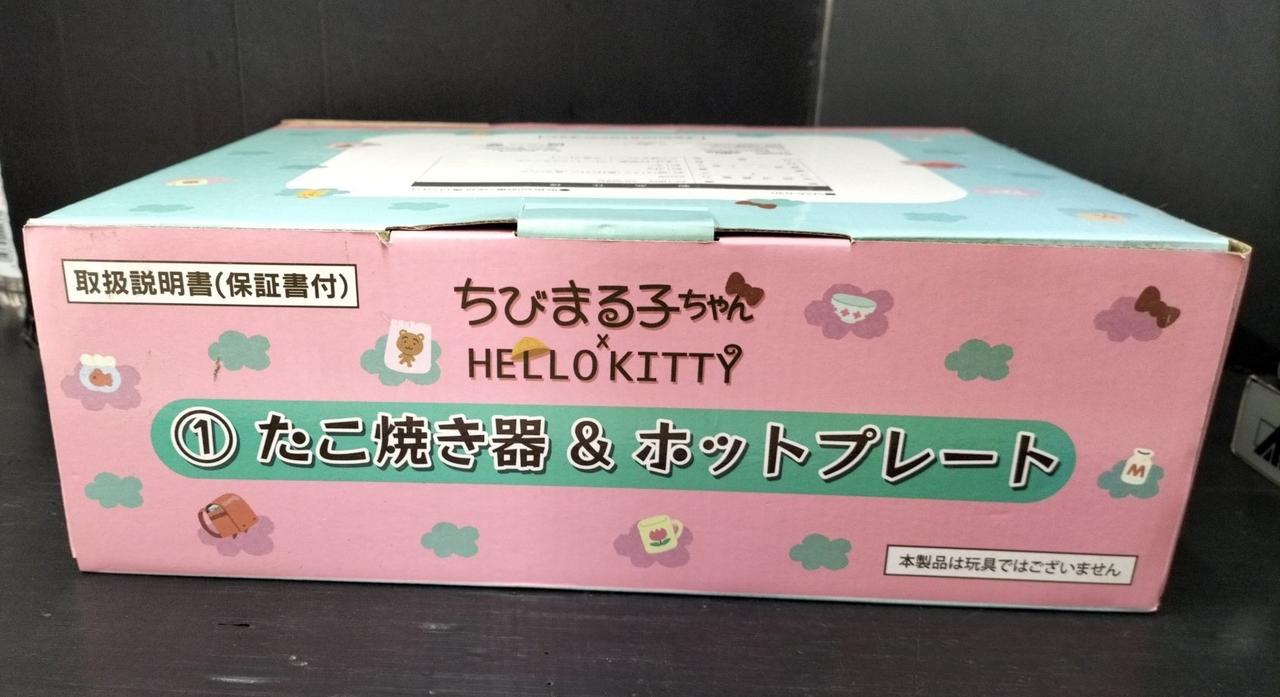 取扱説明書(保証書付)
ちびまる子ちゃん
×
HELLO KITTY
① たこ焼き器 & ホットプレート
M
本製品は玩具ではございません